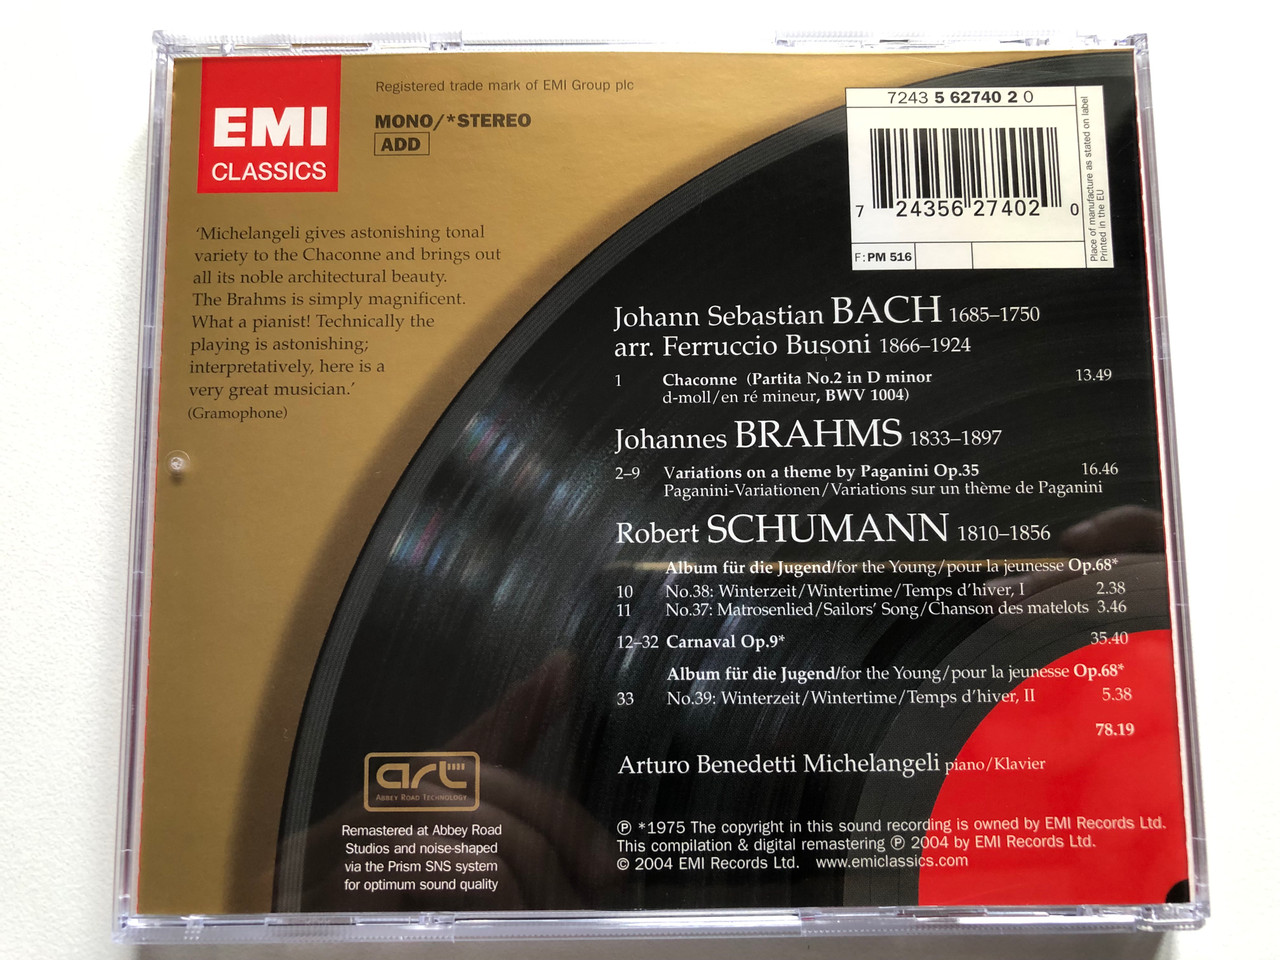 EMI
CLASSICS
Registered trade mark of EMI Group plc
MONO/*STEREO
ADD
7243 5 62740 2 0
7 24356 27402 0
F: PM 516
Place of manufacture as stated on label
Printed in the EU
‘Michelangeli gives astonishing tonal
variety to the Chaconne and brings out
all its noble architectural beauty.
The Brahms is simply magnificent.
What a pianist! Technically the
playing is astonishing;
interpretatively, here is a
very great musician.’
(Gramophone)
Johann Sebastian BACH 1685–1750
arr. Ferruccio Busoni 1866–1924
1 Chaconne (Partita No.2 in D minor 13.49
d-moll/en ré mineur, BWV 1004)
Johannes BRAHMS 1833–1897
2–9 Variations on a theme by Paganini Op.35 16.46
Paganini-Variationen/Variations sur un thème de Paganini
Robert SCHUMANN 1810–1856
Album für die Jugend/for the Young/pour la jeunesse Op.68*
10 No.38: Winterzeit/Wintertime/Temps d’hiver, I 2.38
11 No.37: Matrosenlied/Sailors’ Song/Chanson des matelots 3.46
12–32 Carnaval Op.9* 35.40
Album für die Jugend/for the Young/pour la jeunesse Op.68*
33 No.39: Winterzeit/Wintertime/Temps d’hiver, II 5.38
78.19
Arturo Benedetti Michelangeli piano/Klavier
art
ABBEY ROAD TECHNOLOGY
Remastered at Abbey Road
Studios and noise-shaped
via the Prism SNS system
for optimum sound quality
℗ *1975 The copyright in this sound recording is owned by EMI Records Ltd.
This compilation & digital remastering ℗ 2004 by EMI Records Ltd.
© 2004 EMI Records Ltd. www.emiclassics.com